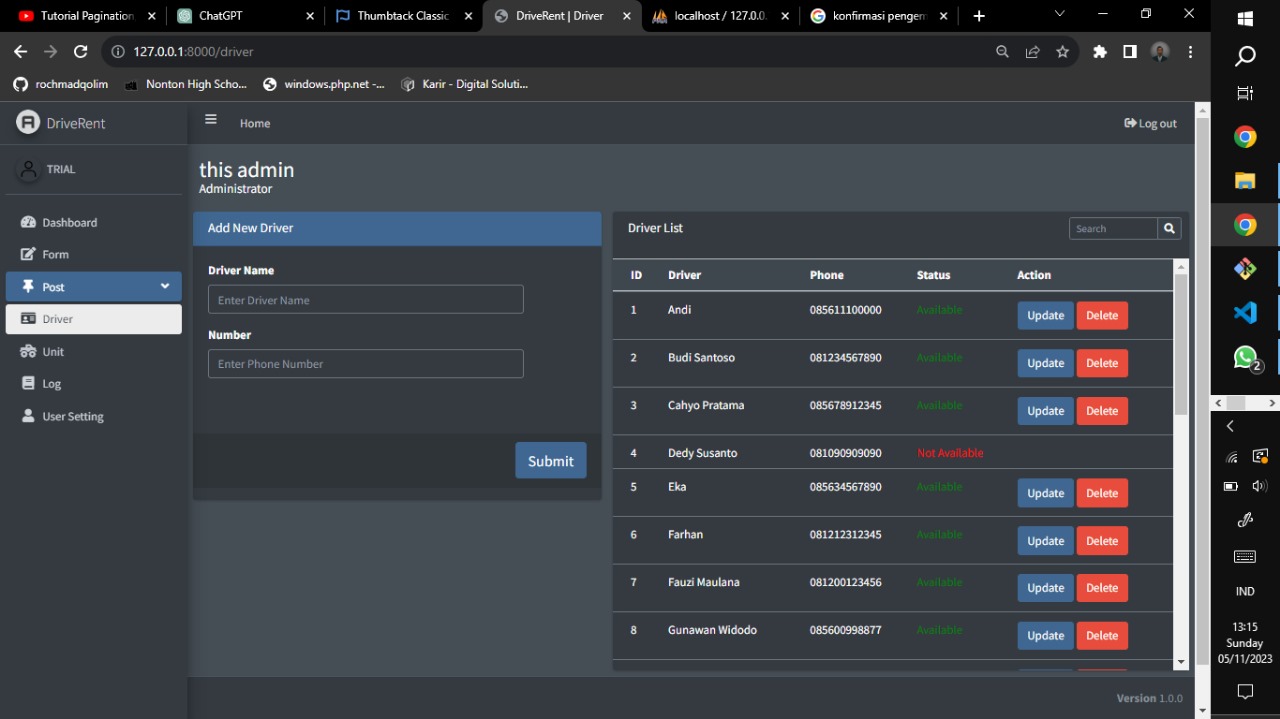 Tutorial Pagination
ChatGPT
Thumbtack Classic
DriveRent | Driver
localhost / 127.0.0.
konfirmasi pengem
127.0.0.1:8000/driver
rochmadqolim
Nonton High Scho...
windows.php.net -...
Karir - Digital Soluti...
DriveRent
Home
Log out
TRIAL
this admin
Administrator
Dashboard
Form
Post
Driver
Unit
Log
User Setting
Add New Driver
Driver Name
Enter Driver Name
Number
Enter Phone Number
Submit
Driver List
Search
ID Driver Phone Status Action
1 Andi 085611100000 Available Update Delete
2 Budi Santoso 081234567890 Available Update Delete
3 Cahyo Pratama 085678912345 Available Update Delete
4 Dedy Susanto 081090909090 Not Available
5 Eka 085634567890 Available Update Delete
6 Farhan 081212312345 Available Update Delete
7 Fauzi Maulana 081200123456 Available Update Delete
8 Gunawan Widodo 085600998877 Available Update Delete
Version 1.0.0
2
IND
13:15
Sunday
05/11/2023